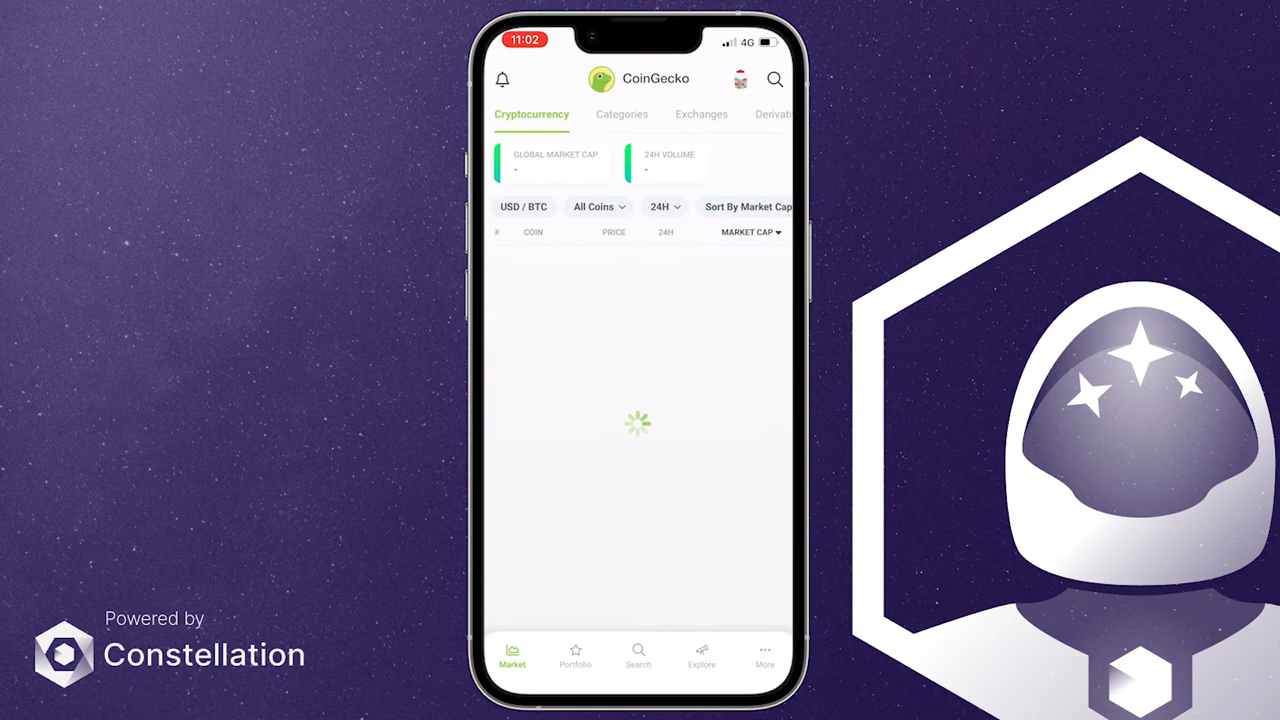 11:02
4G
CoinGecko
Cryptocurrency Categories Exchanges Derivati
GLOBAL MARKET CAP 24H VOLUME
- -
USD / BTC All Coins 24H Sort By Market Cap
# COIN PRICE 24H MARKET CAP
Market Portfolio Search Explore More
Powered by
Constellation